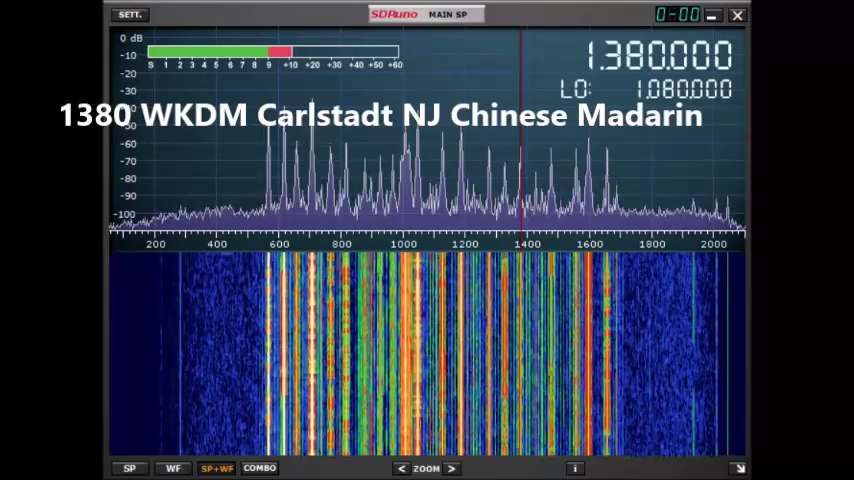 SETT.
SDRuno MAIN SP
0-00
0 dB
-10
-20
-30
-60
-70
-80
-90
-100
S 1 2 3 4 5 6 7 8 9 +10 +20 +30 +40 +50 +60
1.380.000
LO: 1.080.000
1380 WKDM Carlstadt NJ Chinese Madarin
200 400 600 800 1000 1200 1400 1600 1800 2000
SP WF SP+WF COMBO < ZOOM > i